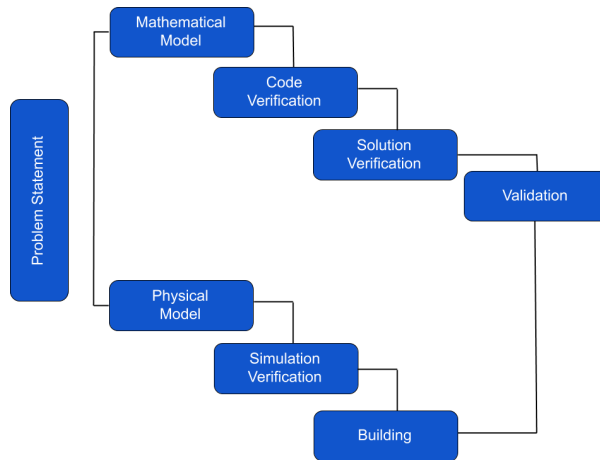 Problem Statement
Mathematical
Model
Code
Verification
Solution
Verification
Validation
Physical
Model
Simulation
Verification
Building